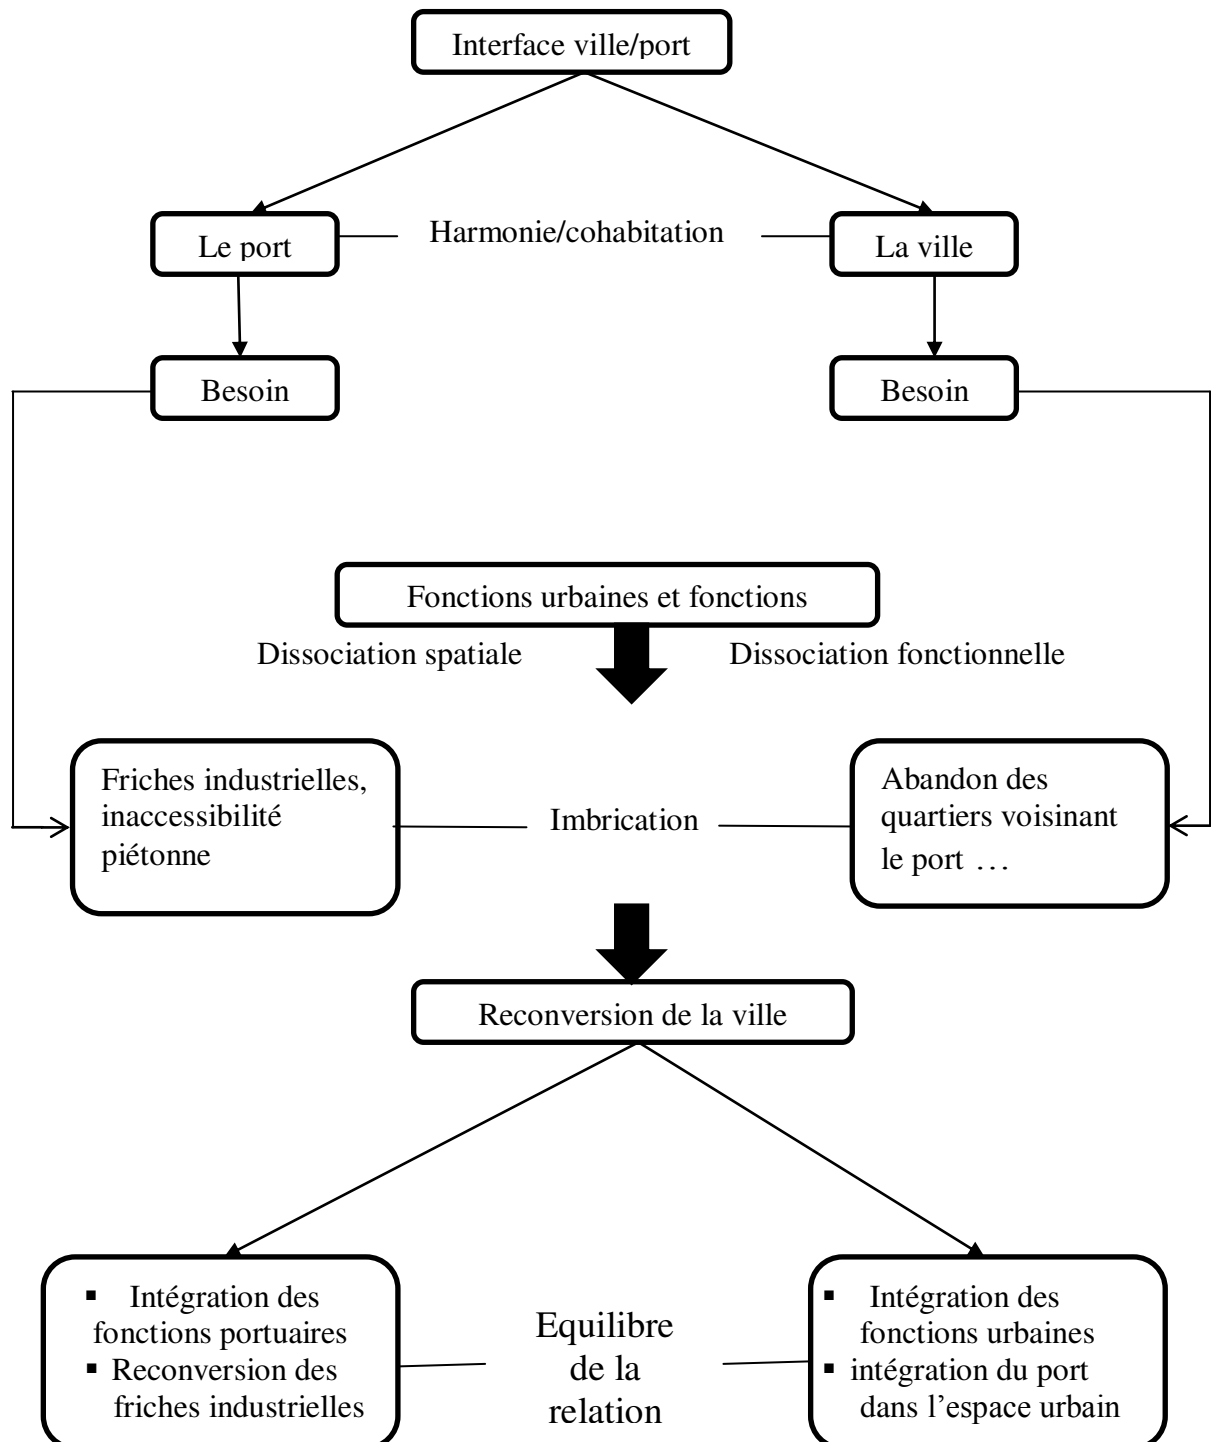 Interface ville/port
Le port
Harmonie/cohabitation
La ville
Besoin
Besoin
Fonctions urbaines et fonctions
Dissociation spatiale
Dissociation fonctionnelle
Friches industrielles,
inaccessibilité
piétonne
Imbrication
Abandon des
quartiers voisinant
le port …
Reconversion de la ville
▪ Intégration des
fonctions portuaires
▪ Reconversion des
friches industrielles
Equilibre
de la
relation
▪ Intégration des
fonctions urbaines
▪ intégration du port
dans l’espace urbain